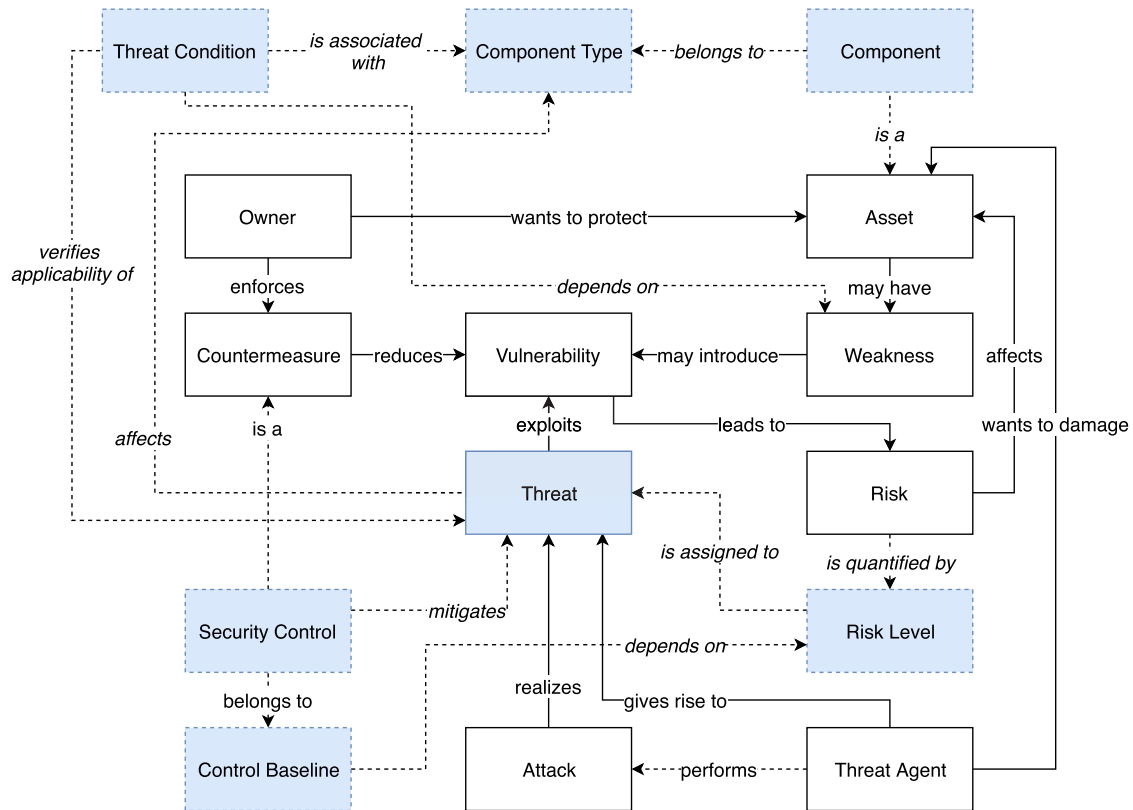 Threat Condition
is associated
with
Component Type
belongs to
Component
is a
Owner
wants to protect
Asset
verifies
applicability of
enforces
depends on
may have
Countermeasure
reduces
Vulnerability
may introduce
Weakness
affects
affects
is a
exploits
leads to
wants to damage
Threat
Risk
is assigned to
is quantified by
Security Control
mitigates
Risk Level
depends on
belongs to
realizes
gives rise to
Control Baseline
Attack
performs
Threat Agent